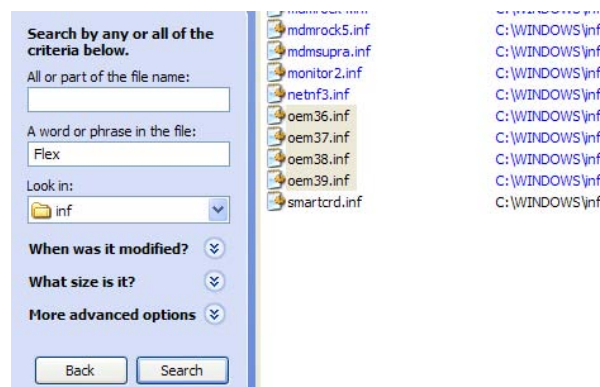 Search by any or all of the
criteria below.
All or part of the file name:
A word or phrase in the file:
Flex
Look in:
inf
When was it modified?
What size is it?
More advanced options
Back Search
mdmrock5.inf C:\WINDOWS\inf
mdmsupra.inf C:\WINDOWS\inf
monitor2.inf C:\WINDOWS\inf
netnf3.inf C:\WINDOWS\inf
oem36.inf C:\WINDOWS\inf
oem37.inf C:\WINDOWS\inf
oem38.inf C:\WINDOWS\inf
oem39.inf C:\WINDOWS\inf
smartcrd.inf C:\WINDOWS\inf